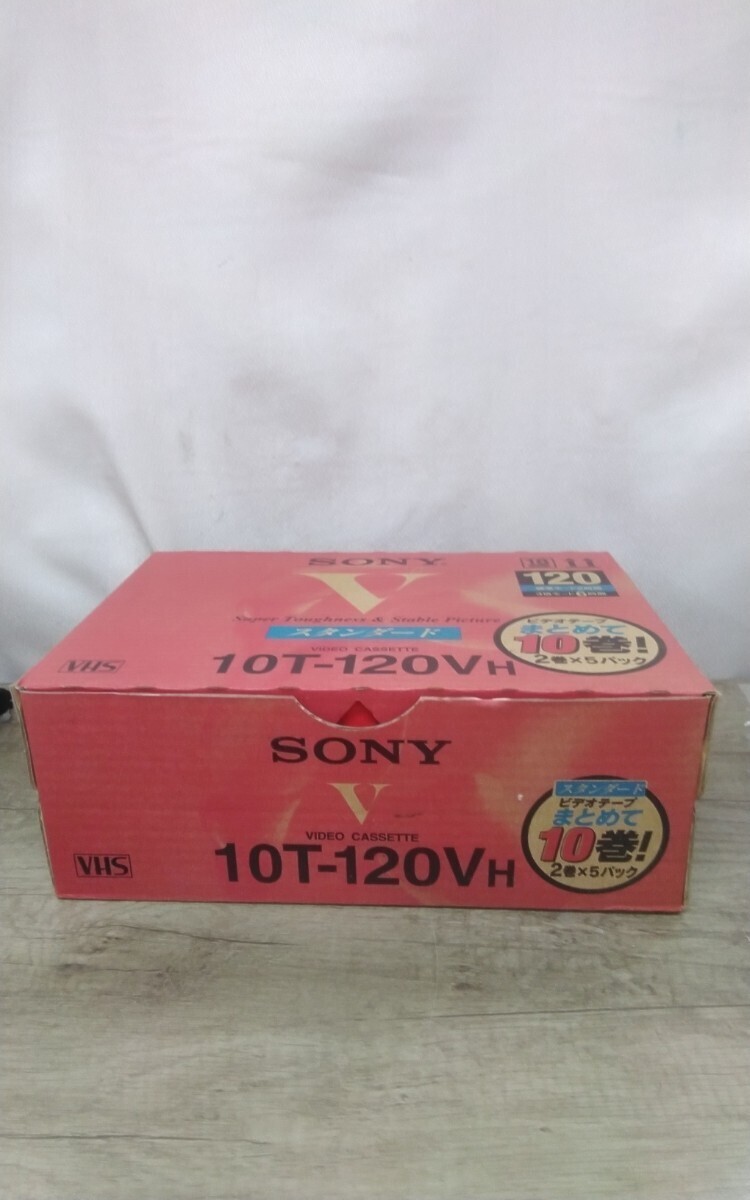 SONY
V
Super Toughness & Stable Picture
スタンダード
VIDEO CASSETTE
10T-120VH
VHS
120
ビデオテープ
まとめて
10巻!
2巻×5パック
SONY
V
VIDEO CASSETTE
10T-120VH
VHS
スタンダード
ビデオテープ
まとめて
10巻!
2巻×5パック